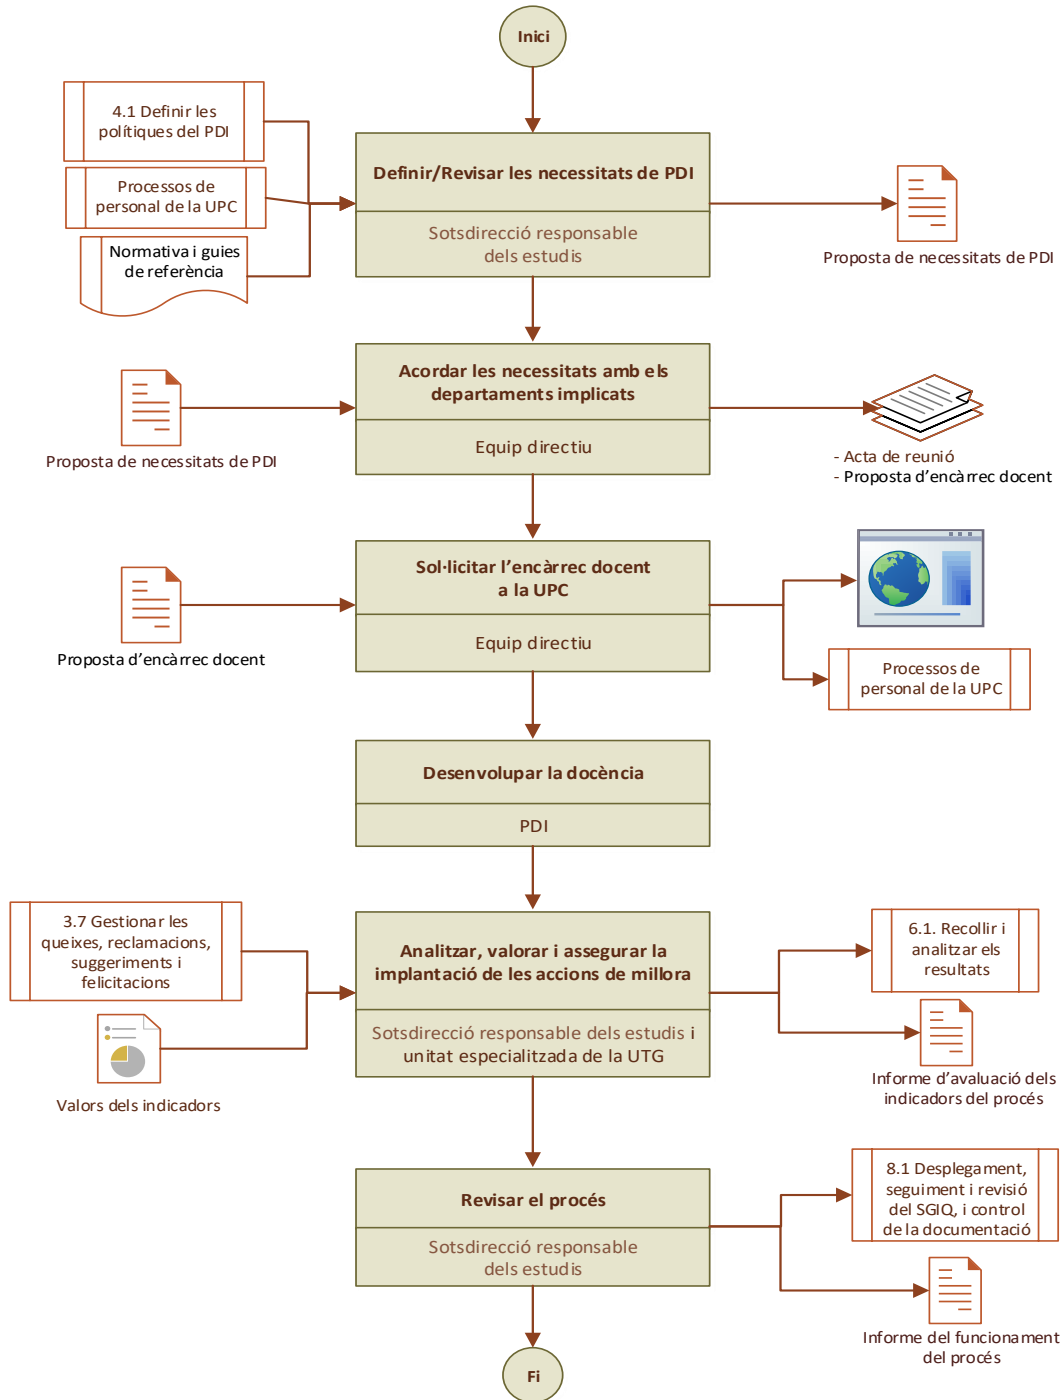 Inici
4.1 Definir les
polítiques del PDI
Processos de
personal de la UPC
Normativa i guies
de referència
Definir/Revisar les necessitats de PDI
Sotsdirecció responsable
dels estudis
Proposta de necessitats de PDI
Proposta de necessitats de PDI
Acordar les necessitats amb els
departaments implicats
Equip directiu
- Acta de reunió
- Proposta d'encàrrec docent
Proposta d'encàrrec docent
Sol·licitar l'encàrrec docent
a la UPC
Equip directiu
Processos de
personal de la UPC
Desenvolupar la docència
PDI
3.7 Gestionar les
queixes, reclamacions,
suggeriments i
felicitacions
Valors dels indicadors
Analitzar, valorar i assegurar la
implantació de les accions de millora
Sotsdirecció responsable dels estudis i
unitat especialitzada de la UTG
6.1. Recollir i
analitzar els
resultats
Informe d'avaluació dels
indicadors del procés
Revisar el procés
Sotsdirecció responsable
dels estudis
8.1 Desplegament,
seguiment i revisió
del SGIQ, i control
de la documentació
Informe del funcionament
del procés
Fi